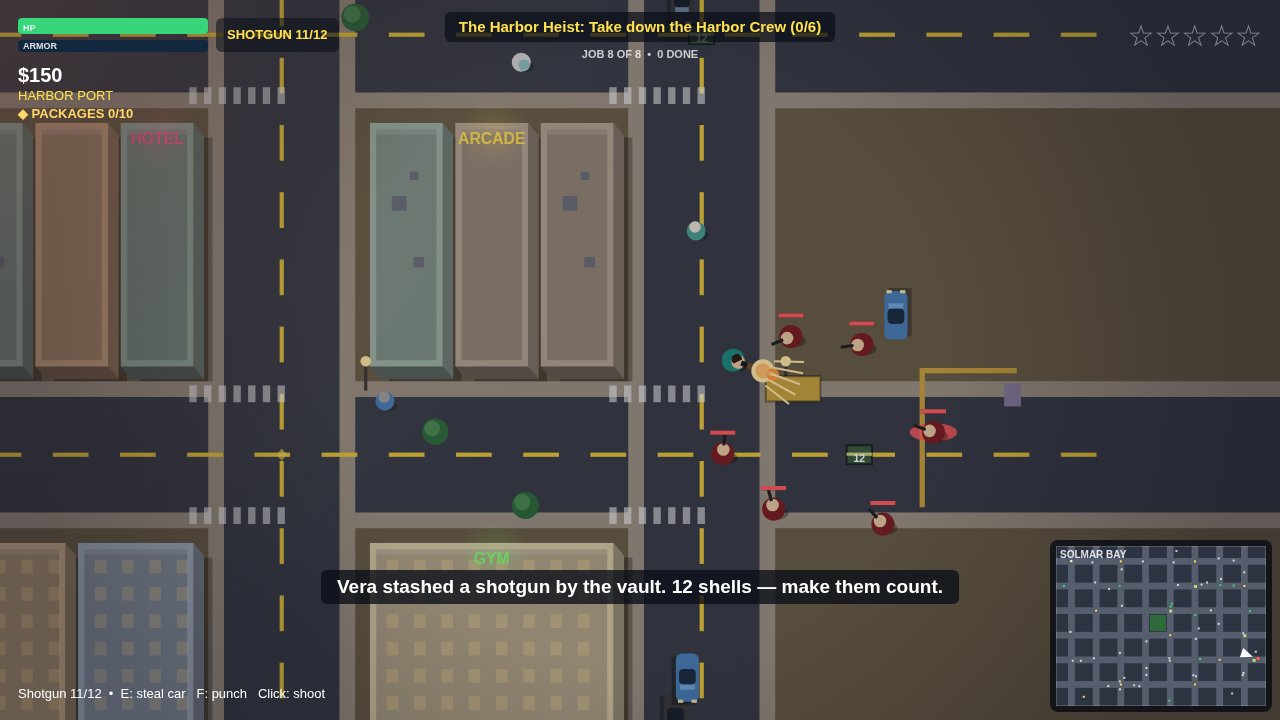 HP
ARMOR
SHOTGUN 11/12
The Harbor Heist: Take down the Harbor Crew (0/6)
JOB 8 OF 8 • 0 DONE
☆☆☆☆☆
$150
HARBOR PORT
◆ PACKAGES 0/10
HOTEL
ARCADE
12
GYM
SOLMAR BAY
Vera stashed a shotgun by the vault. 12 shells — make them count.
Shotgun 11/12 • E: steal car F: punch Click: shoot